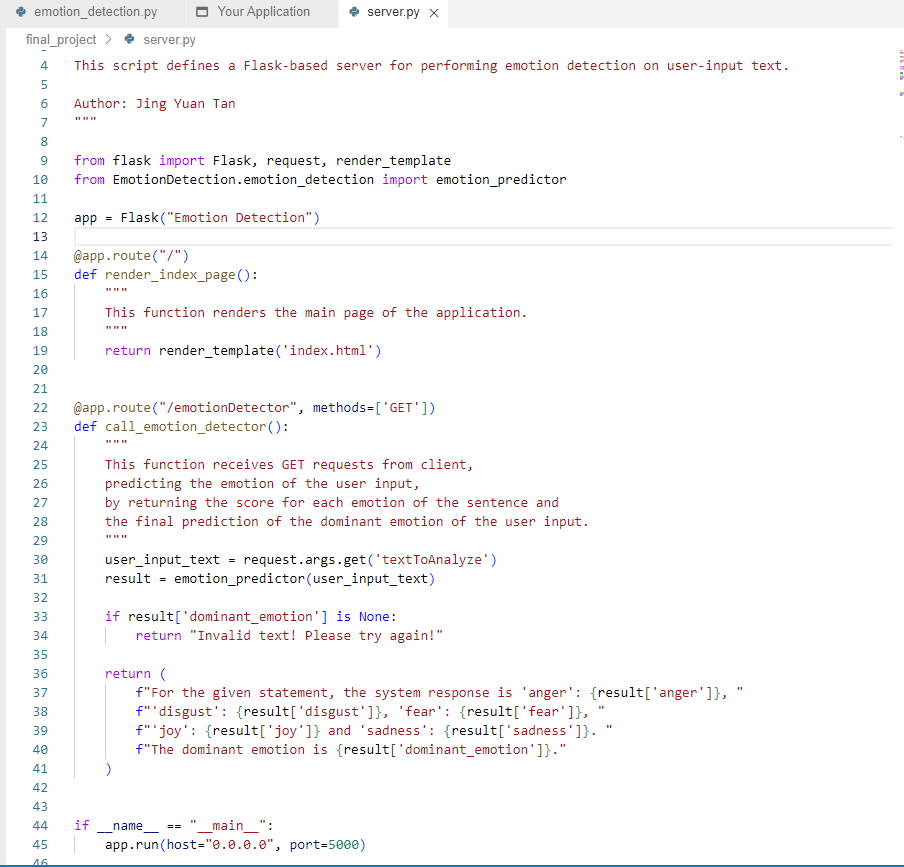 emotion_detection.py Your Application server.py
final_project > server.py
4 This script defines a Flask-based server for performing emotion detection on user-input text.
5
6 Author: Jing Yuan Tan
7 """
8
9 from flask import Flask, request, render_template
10 from EmotionDetection.emotion_detection import emotion_predictor
11
12 app = Flask("Emotion Detection")
13
14 @app.route("/")
15 def render_index_page():
16     """
17     This function renders the main page of the application.
18     """
19     return render_template('index.html')
20
21
22 @app.route("/emotionDetector", methods=['GET'])
23 def call_emotion_detector():
24     """
25     This function receives GET requests from client,
26     predicting the emotion of the user input,
27     by returning the score for each emotion of the sentence and
28     the final prediction of the dominant emotion of the user input.
29     """
30     user_input_text = request.args.get('textToAnalyze')
31     result = emotion_predictor(user_input_text)
32
33     if result['dominant_emotion'] is None:
34         return "Invalid text! Please try again!"
35
36     return (
37         f"For the given statement, the system response is 'anger': {result['anger']}, "
38         f"'disgust': {result['disgust']}, 'fear': {result['fear']}, "
39         f"'joy': {result['joy']} and 'sadness': {result['sadness']}. "
40         f"The dominant emotion is {result['dominant_emotion']}."
41     )
42
43
44 if __name__ == "__main__":
45     app.run(host="0.0.0.0", port=5000)
46